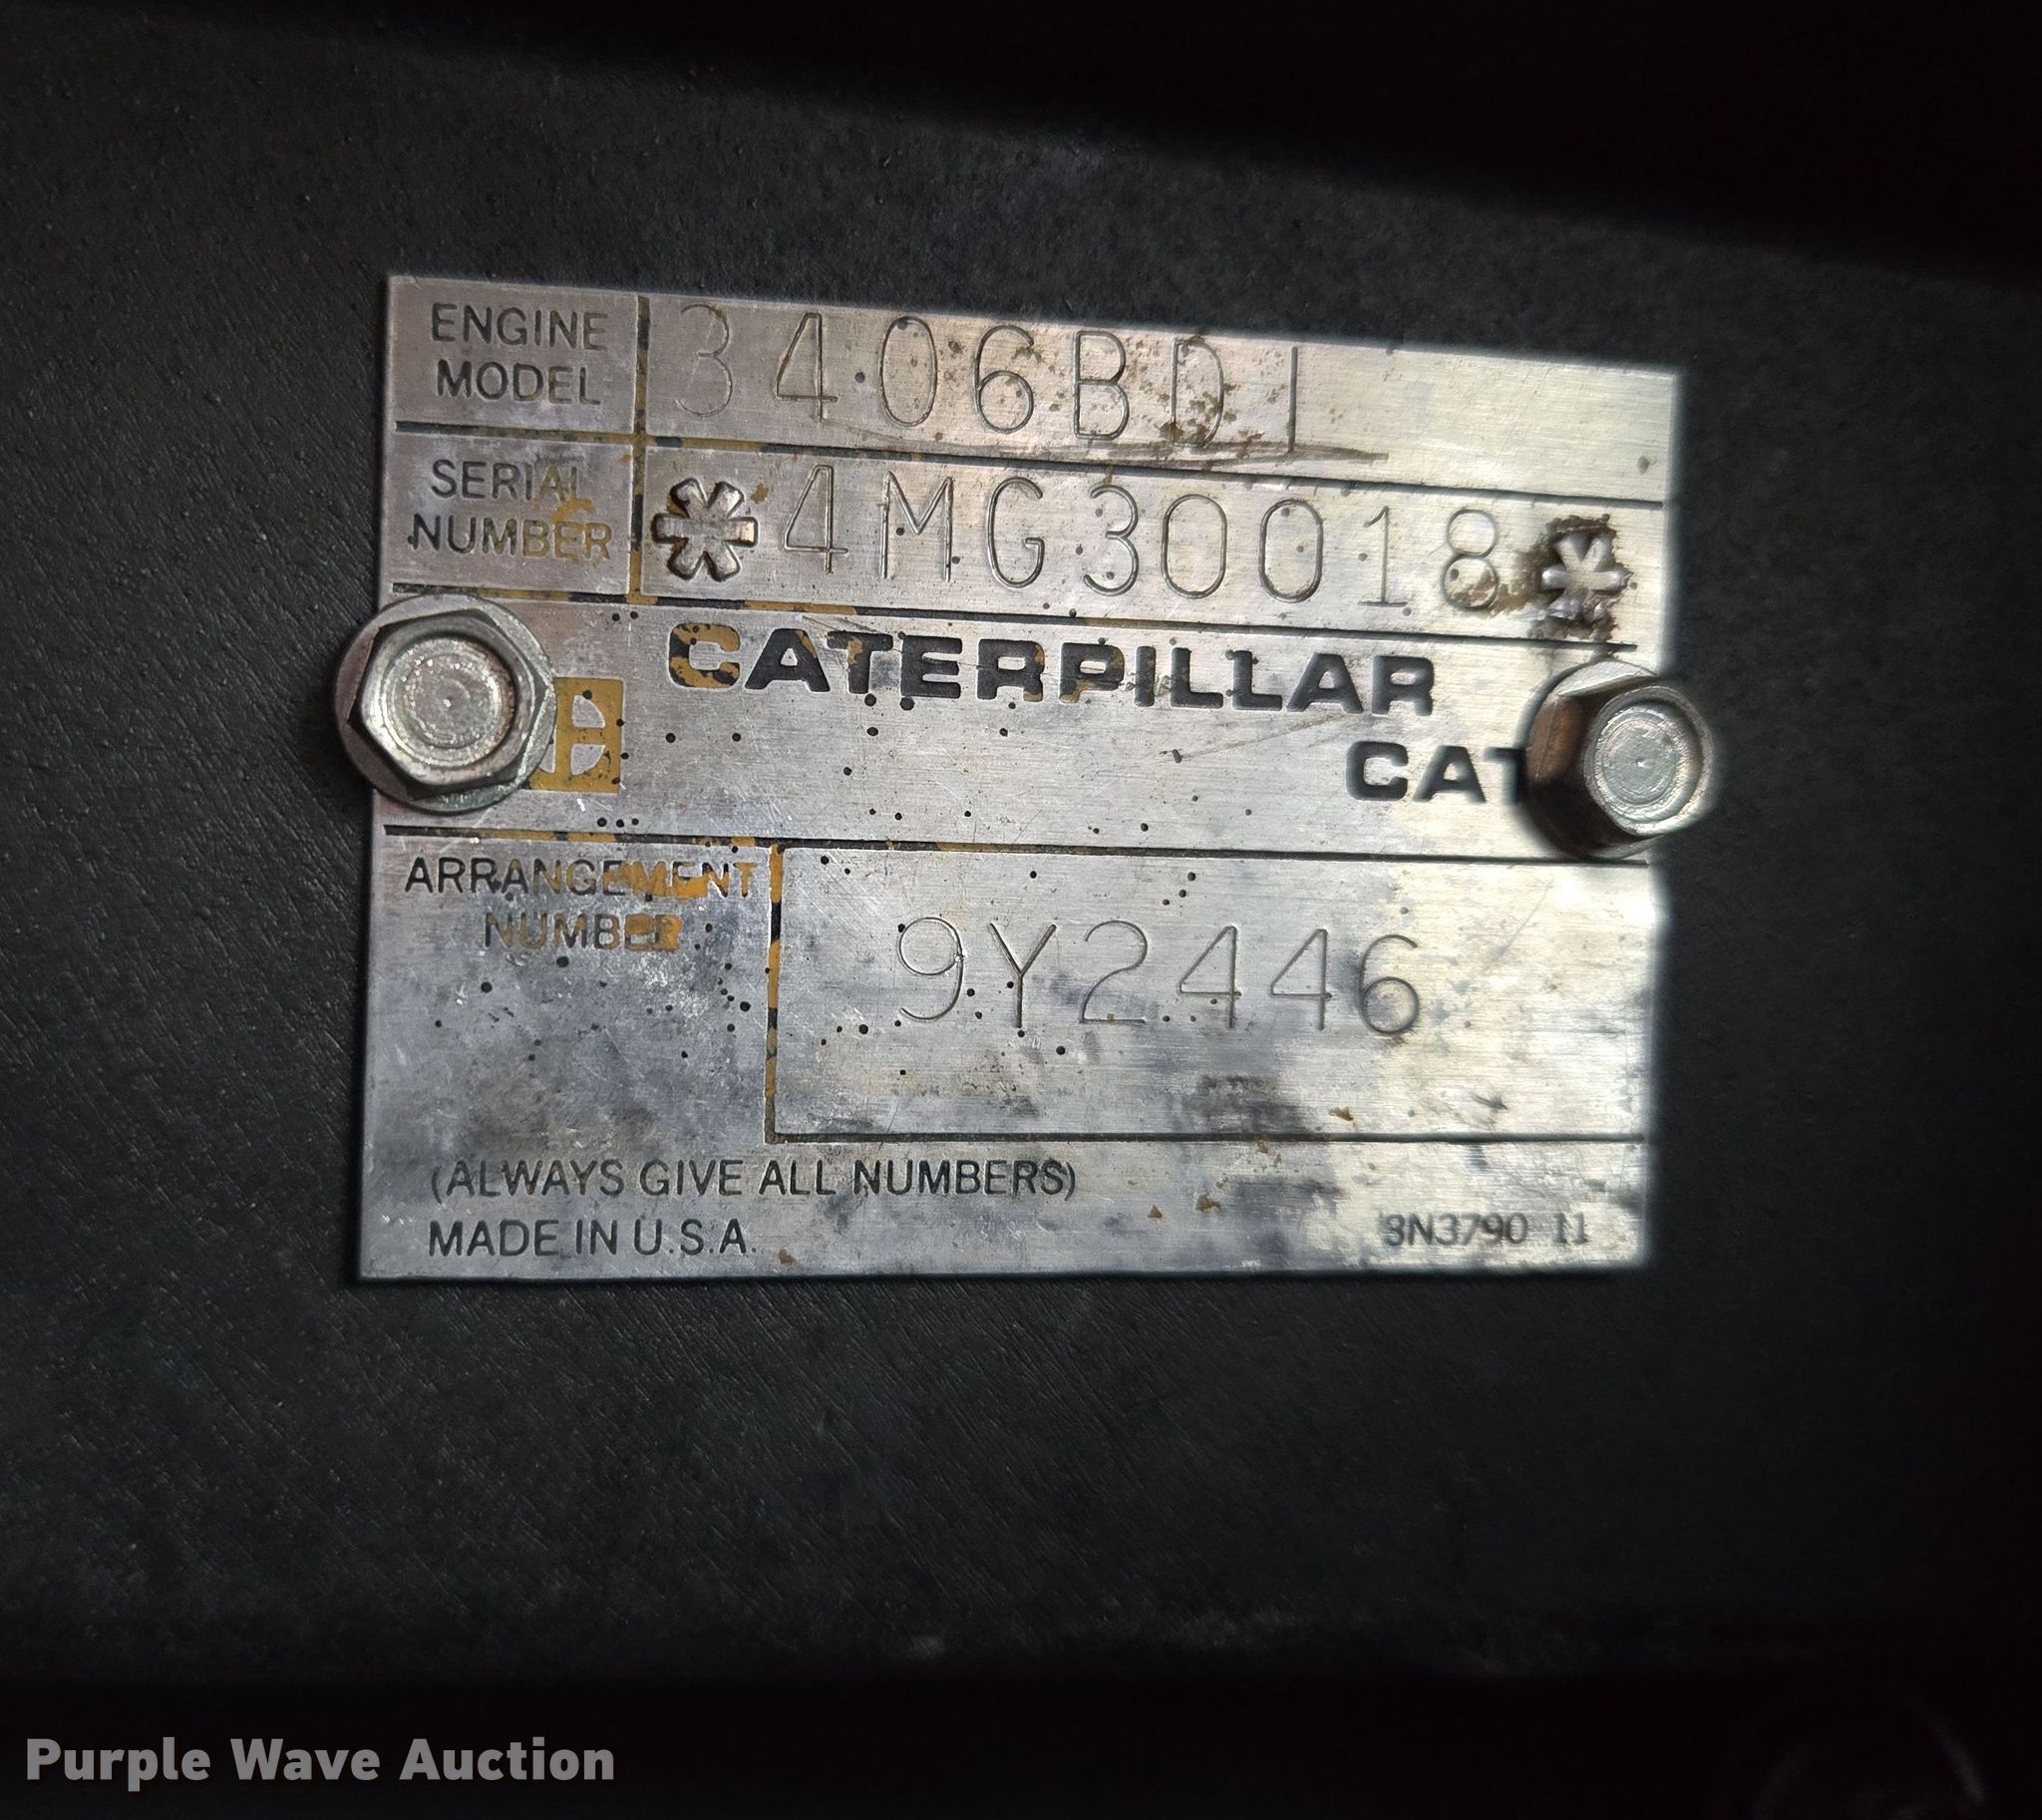 ENGINE MODEL 3406BDI
SERIAL NUMBER *4MG30018*
CATERPILLAR
CAT
ARRANGEMENT NUMBER 9Y2446
(ALWAYS GIVE ALL NUMBERS)
MADE IN U.S.A. 3N3790 11
Purple Wave Auction